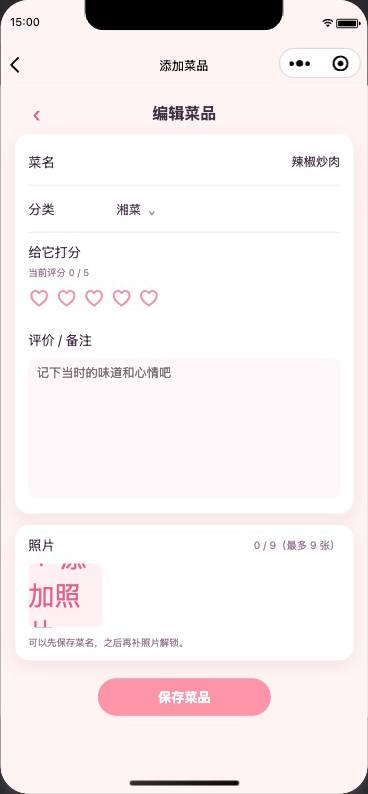 15:00
添加菜品
编辑菜品
菜名 辣椒炒肉
分类 湘菜
给它打分
当前评分 0 / 5
评价 / 备注
记下当时的味道和心情吧
照片 0 / 9（最多 9 张）
加照
可以先保存菜名，之后再补照片解锁。
保存菜品